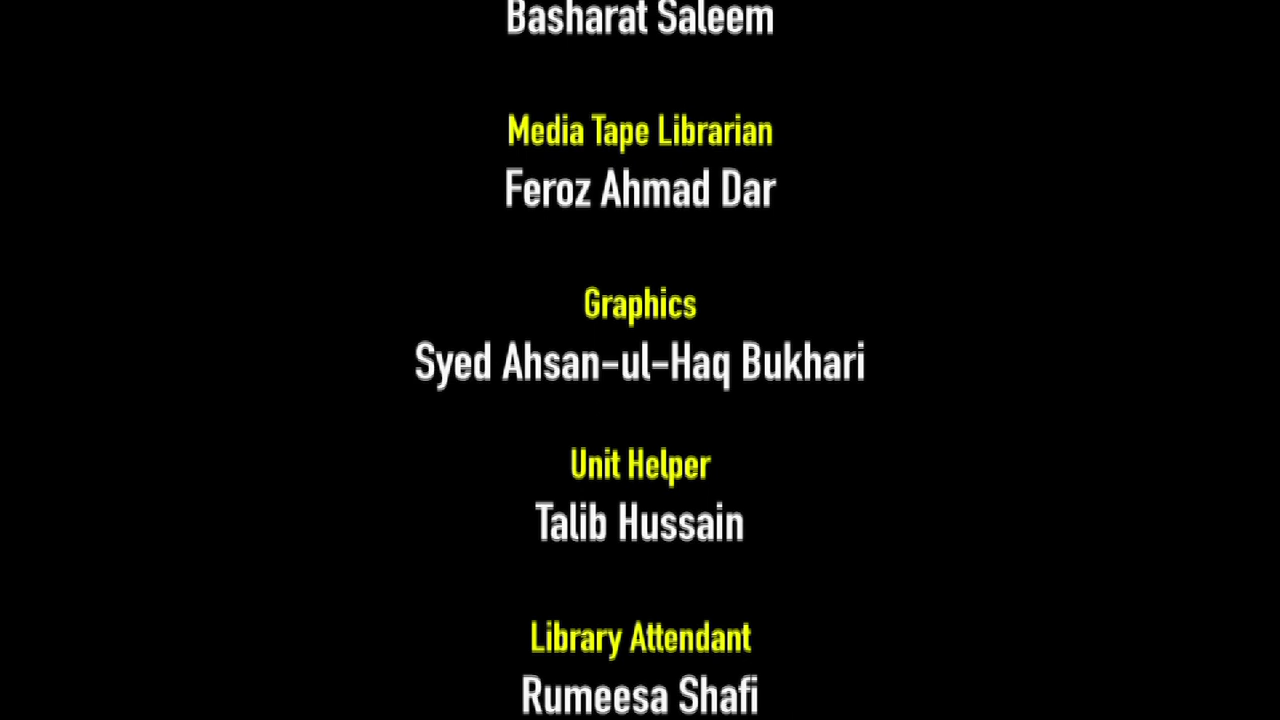 Basharat Saleem
Media Tape Librarian
Feroz Ahmad Dar
Graphics
Syed Ahsan-ul-Haq Bukhari
Unit Helper
Talib Hussain
Library Attendant
Rumeesa Shafi